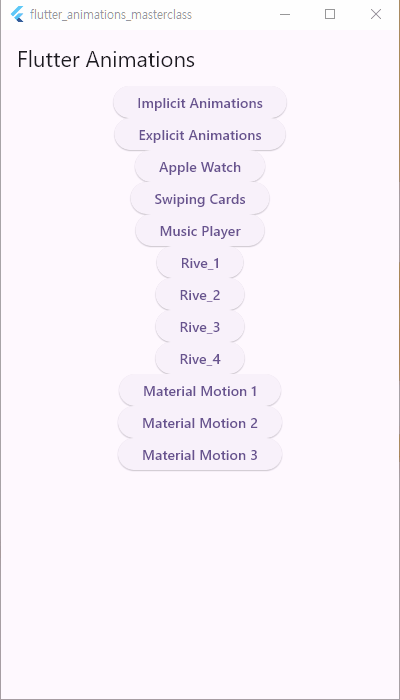 flutter_animations_masterclass
Flutter Animations
Implicit Animations
Explicit Animations
Apple Watch
Swiping Cards
Music Player
Rive_1
Rive_2
Rive_3
Rive_4
Material Motion 1
Material Motion 2
Material Motion 3